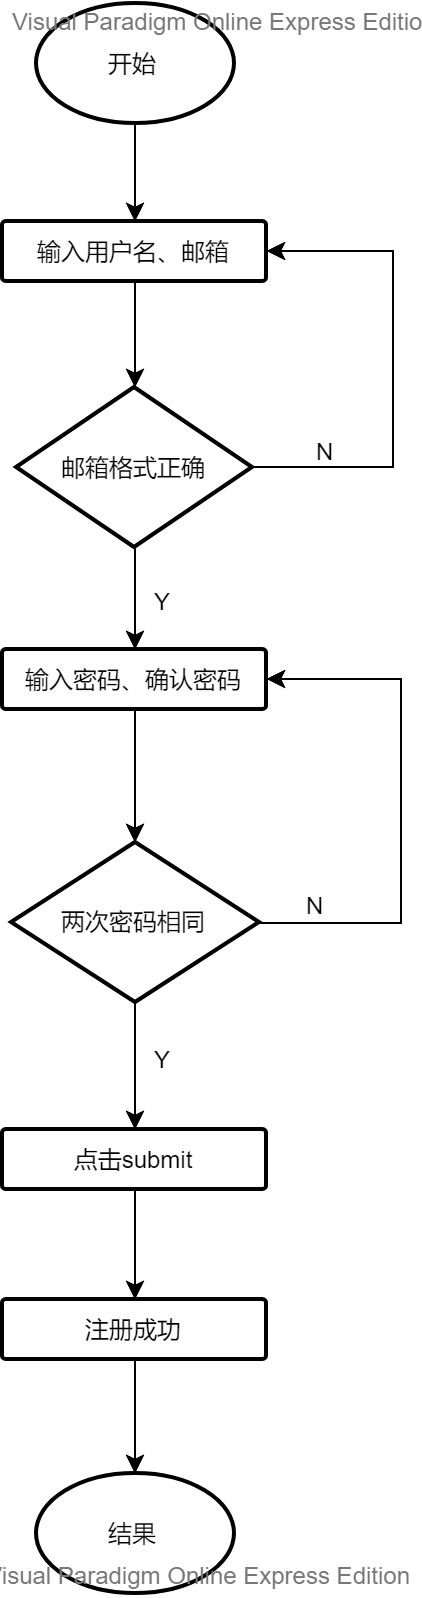 Visual Paradigm Online Express Editio
开始
输入用户名、邮箱
邮箱格式正确
N
Y
输入密码、确认密码
两次密码相同
N
Y
点击submit
注册成功
结果
isual Paradigm Online Express Edition